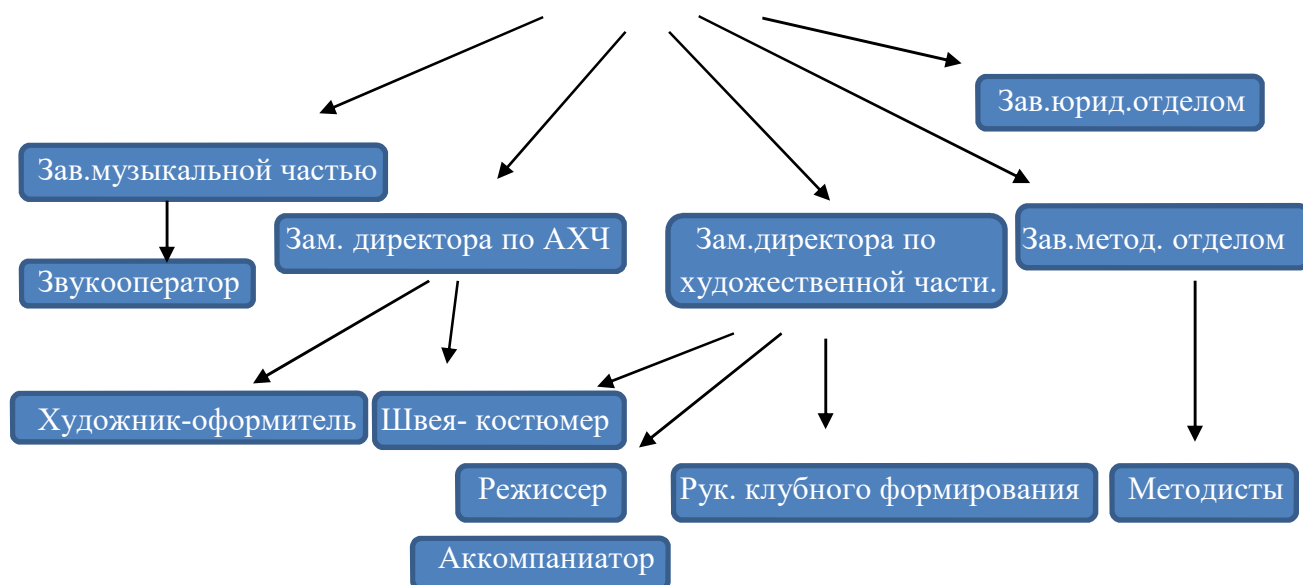 Зав.юрид.отделом
Зав.музыкальной частью
Зам. директора по АХЧ
Зам.директора по
художественной части.
Зав.метод. отделом
Звукооператор
Художник-оформитель
Швея- костюмер
Режиссер
Рук. клубного формирования
Методисты
Аккомпаниатор